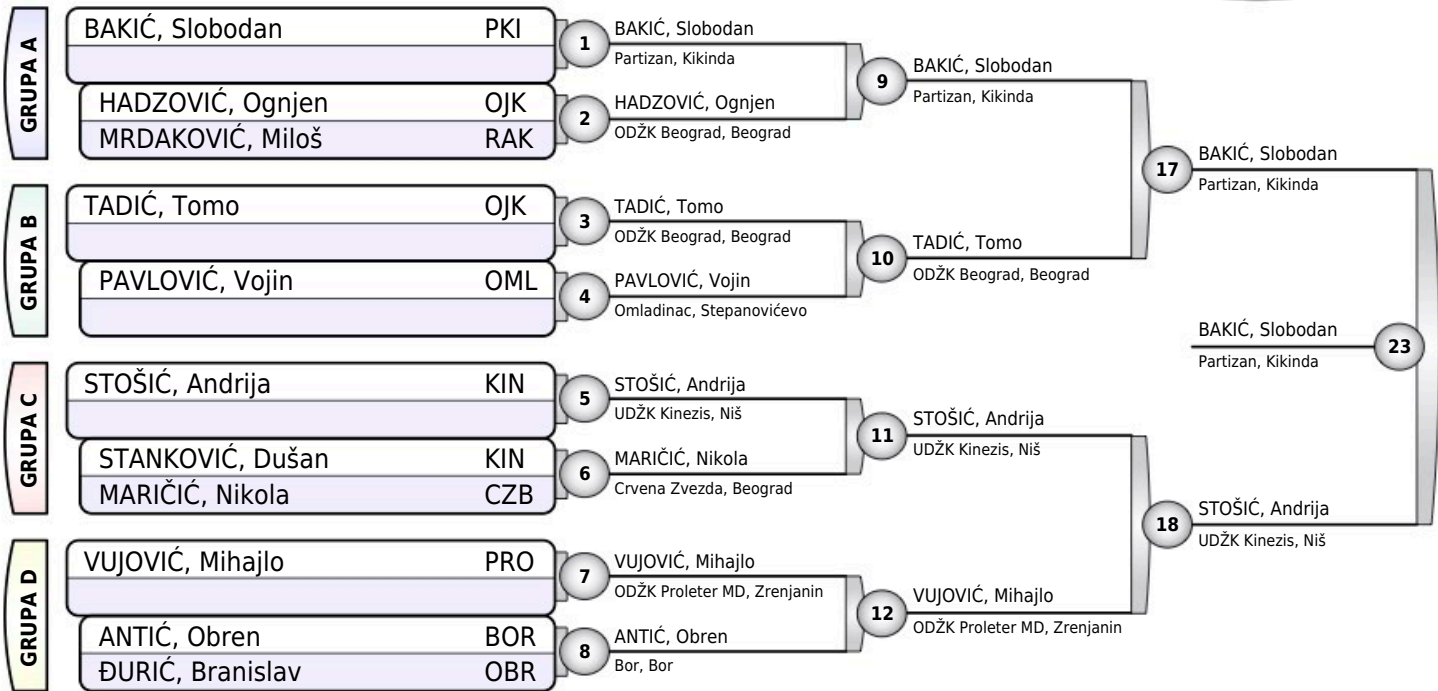 GRUPA A
BAKIĆ, Slobodan PKI
HADZOVIĆ, Ognjen OJK
MRDAKOVIĆ, Miloš RAK
GRUPA B
TADIĆ, Tomo OJK
PAVLOVIĆ, Vojin OML
GRUPA C
STOŠIĆ, Andrija KIN
STANKOVIĆ, Dušan KIN
MARIČIĆ, Nikola CZB
GRUPA D
VUJOVIĆ, Mihajlo PRO
ANTIĆ, Obren BOR
ĐURIĆ, Branislav OBR
1
BAKIĆ, Slobodan
Partizan, Kikinda
2
HADZOVIĆ, Ognjen
ODŽK Beograd, Beograd
3
TADIĆ, Tomo
ODŽK Beograd, Beograd
4
PAVLOVIĆ, Vojin
Omladinac, Stepanovićevo
5
STOŠIĆ, Andrija
UDŽK Kinezis, Niš
6
MARIČIĆ, Nikola
Crvena Zvezda, Beograd
7
VUJOVIĆ, Mihajlo
ODŽK Proleter MD, Zrenjanin
8
ANTIĆ, Obren
Bor, Bor
9
BAKIĆ, Slobodan
Partizan, Kikinda
10
TADIĆ, Tomo
ODŽK Beograd, Beograd
11
STOŠIĆ, Andrija
UDŽK Kinezis, Niš
12
VUJOVIĆ, Mihajlo
ODŽK Proleter MD, Zrenjanin
17
BAKIĆ, Slobodan
Partizan, Kikinda
18
STOŠIĆ, Andrija
UDŽK Kinezis, Niš
BAKIĆ, Slobodan
Partizan, Kikinda
23